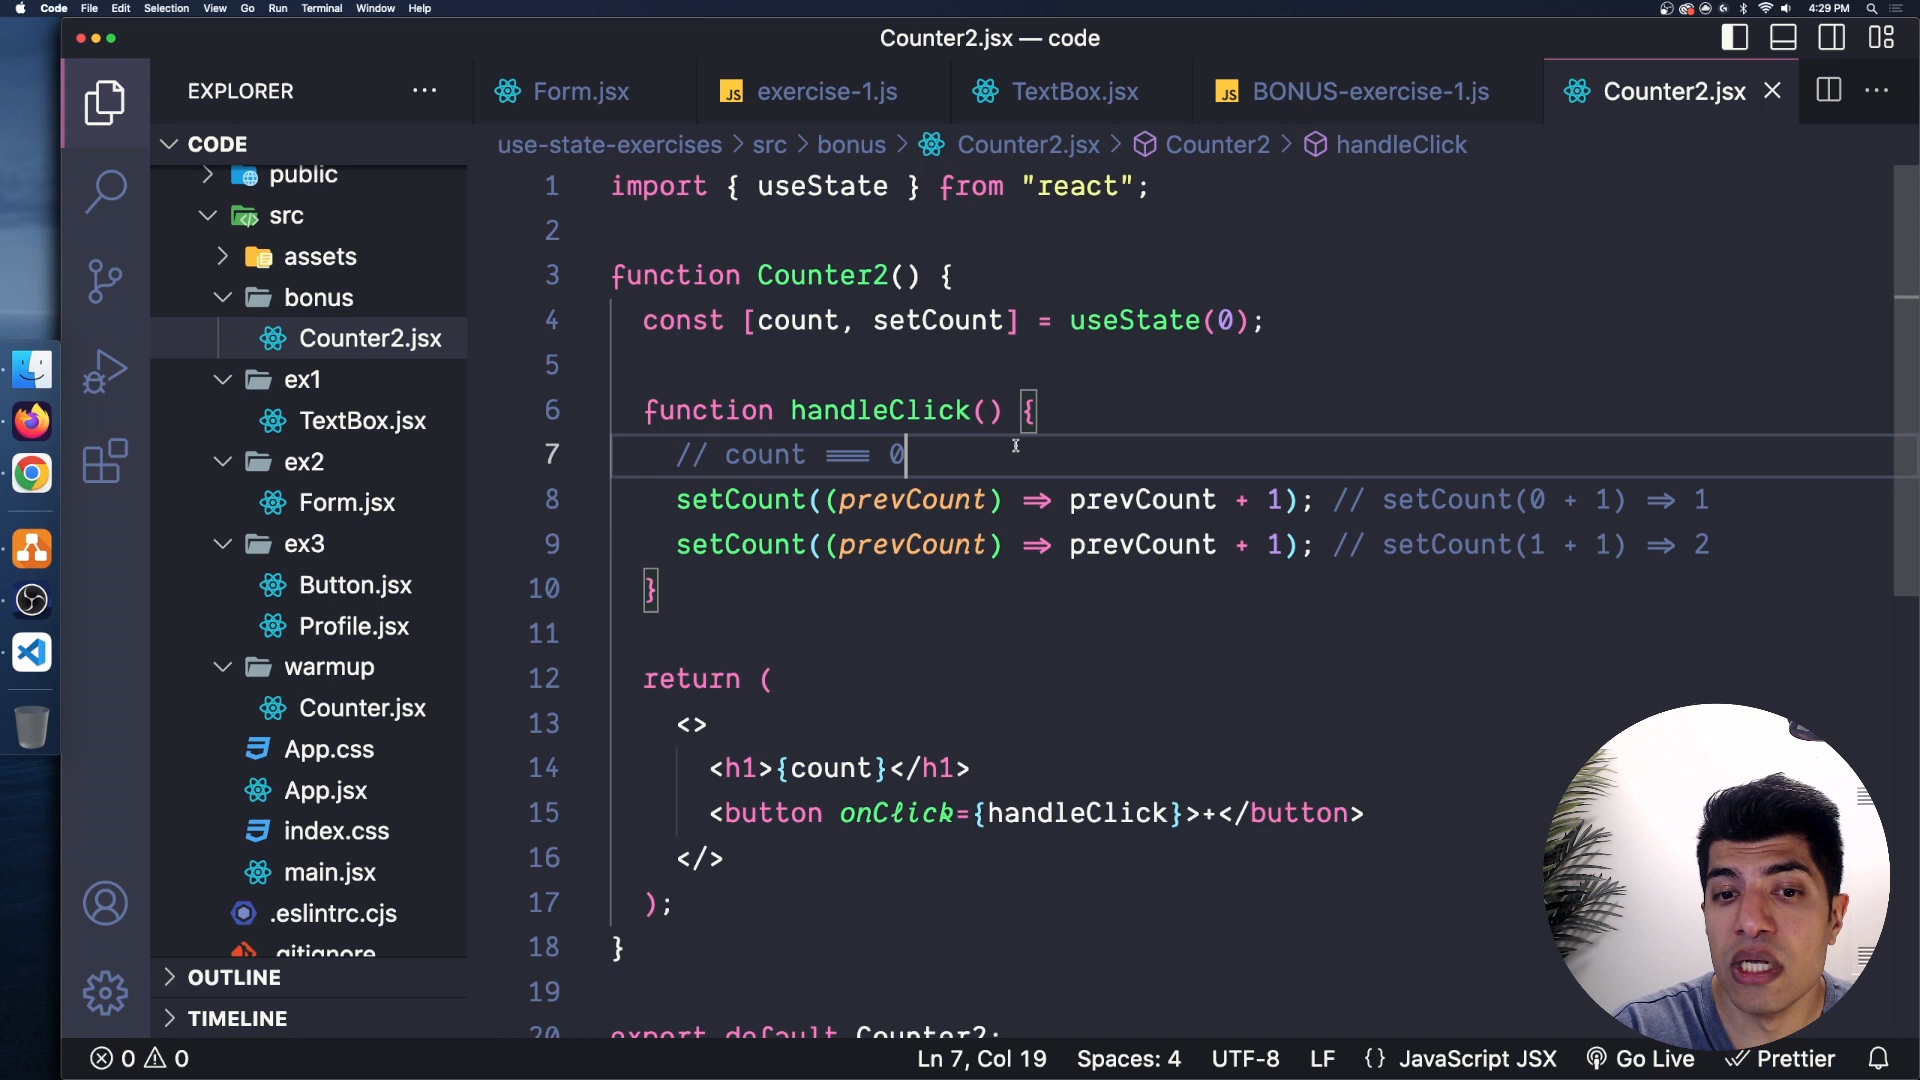 Code File Edit Selection View Go Run Terminal Window Help 4:29 PM
Counter2.jsx — code
EXPLORER ...
Form.jsx JS exercise-1.js TextBox.jsx JS BONUS-exercise-1.js Counter2.jsx
use-state-exercises > src > bonus > Counter2.jsx > Counter2 > handleClick
CODE
public
src
assets
bonus
Counter2.jsx
ex1
TextBox.jsx
ex2
Form.jsx
ex3
Button.jsx
Profile.jsx
warmup
Counter.jsx
App.css
App.jsx
index.css
main.jsx
.eslintrc.cjs
.gitignore
OUTLINE
TIMELINE
1 import { useState } from "react";
2
3 function Counter2() {
4 const [count, setCount] = useState(0);
5
6 function handleClick() {
7 // count === 0
8 setCount((prevCount) => prevCount + 1); // setCount(0 + 1) => 1
9 setCount((prevCount) => prevCount + 1); // setCount(1 + 1) => 2
10 }
11
12 return (
13 <>
14 <h1>{count}</h1>
15 <button onClick={handleClick}>+</button>
16 </>
17 );
18 }
19
20 export default Counter2;
0 0 Ln 7, Col 19 Spaces: 4 UTF-8 LF {} JavaScript JSX Go Live Prettier